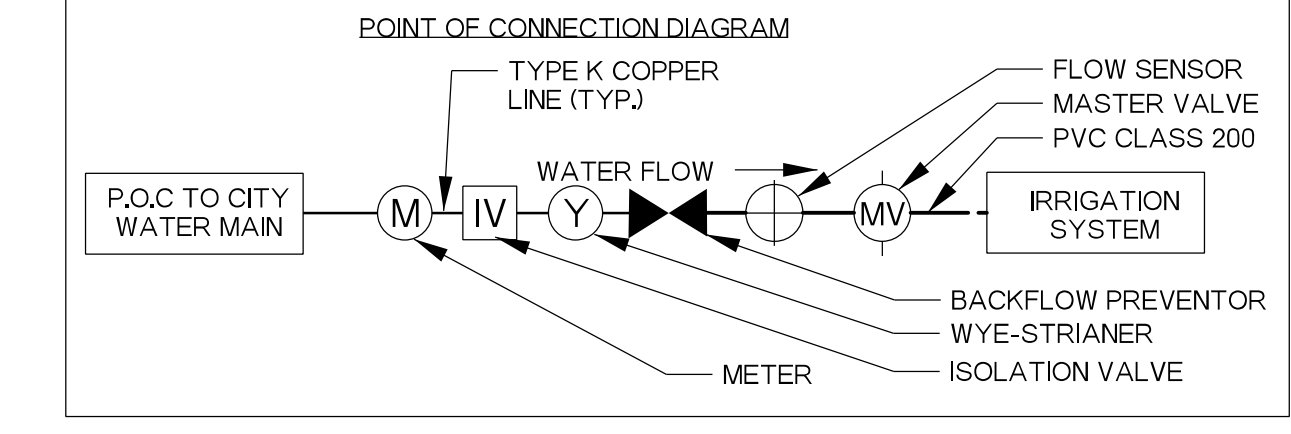 POINT OF CONNECTION DIAGRAM
TYPE K COPPER
LINE (TYP.)
FLOW SENSOR
MASTER VALVE
PVC CLASS 200
WATER FLOW
P.O.C TO CITY
WATER MAIN
M
IV
Y
MV
IRRIGATION
SYSTEM
BACKFLOW PREVENTOR
WYE-STRIANER
ISOLATION VALVE
METER